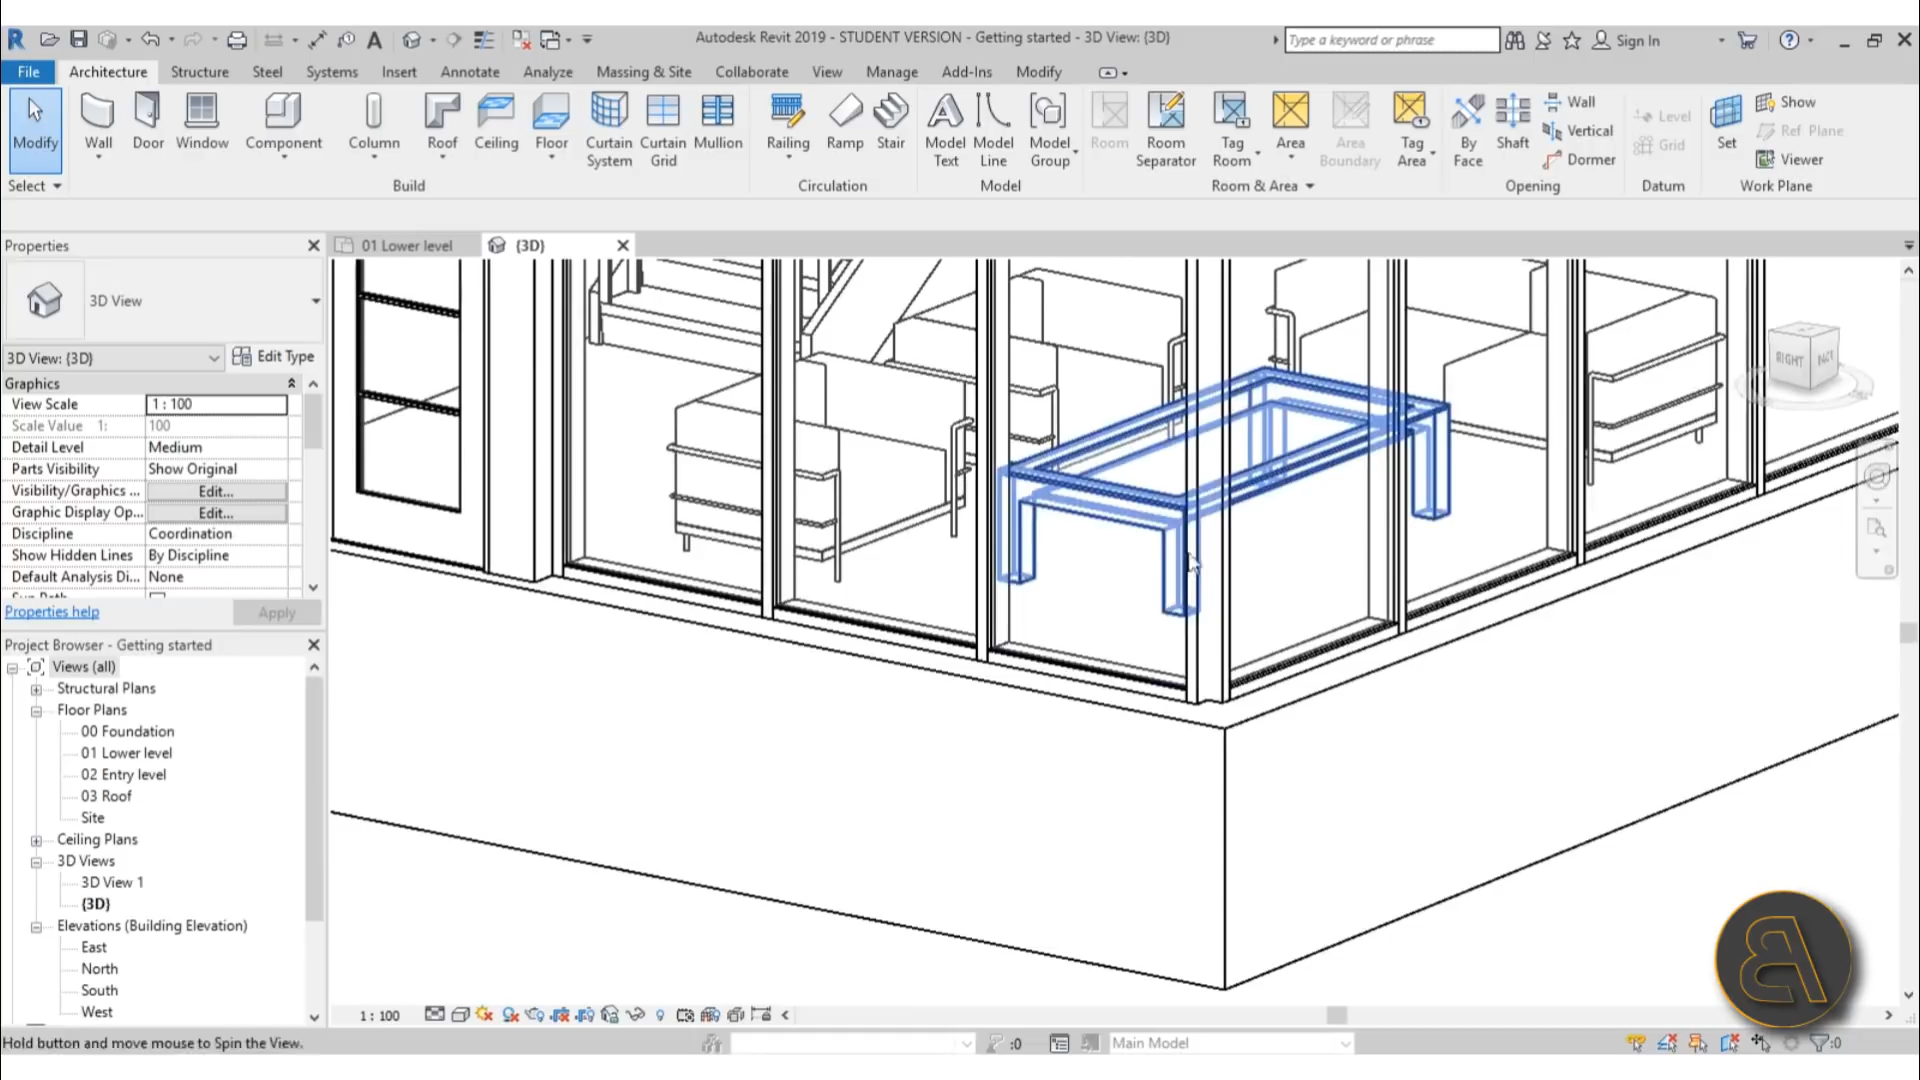 Autodesk Revit 2019 - STUDENT VERSION - Getting started - 3D View: {3D}
Type a keyword or phrase
Sign In
File Architecture Structure Steel Systems Insert Annotate Analyze Massing & Site Collaborate View Manage Add-Ins Modify
Modify Wall Door Window Component Column Roof Ceiling Floor Curtain System Curtain Grid Mullion Railing Ramp Stair Model Text Model Line Model Group Room Room Separator Tag Room Area Area Boundary Tag Area By Face Shaft Wall Vertical Dormer Level Grid Set Show Ref Plane Viewer
Select Build Circulation Model Room & Area Opening Datum Work Plane
Properties
01 Lower level {3D}
3D View
3D View: {3D} Edit Type
Graphics
View Scale 1 : 100
Scale Value 1: 100
Detail Level Medium
Parts Visibility Show Original
Visibility/Graphics ... Edit...
Graphic Display Op... Edit...
Discipline Coordination
Show Hidden Lines By Discipline
Default Analysis Di... None
Properties help Apply
Project Browser - Getting started
Views (all)
Structural Plans
Floor Plans
00 Foundation
01 Lower level
02 Entry level
03 Roof
Site
Ceiling Plans
3D Views
3D View 1
{3D}
Elevations (Building Elevation)
East
North
South
West
RIGHT
1 : 100
Hold button and move mouse to Spin the View.
:0
Main Model
:0